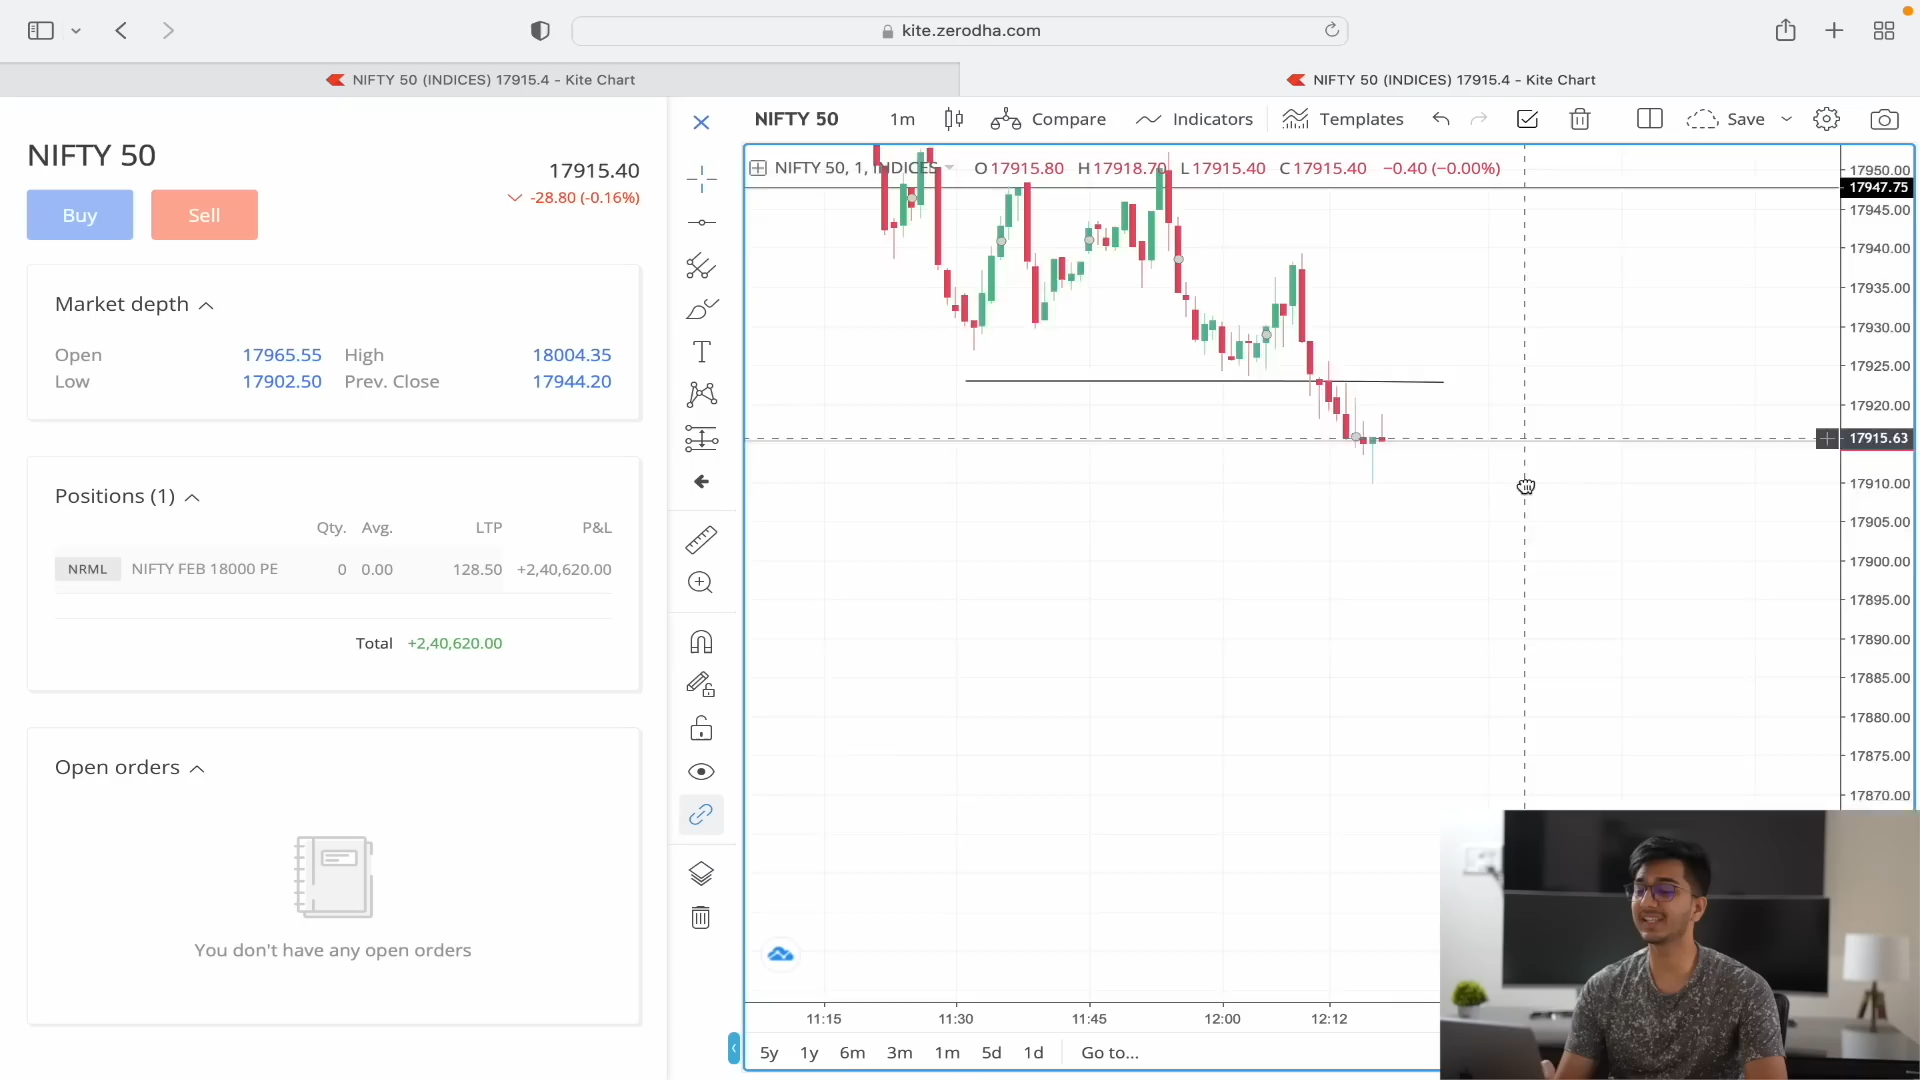 kite.zerodha.com
NIFTY 50 (INDICES) 17915.4 – Kite Chart
NIFTY 50 (INDICES) 17915.4 – Kite Chart
NIFTY 50
17915.40
-28.80 (-0.16%)
Buy
Sell
Market depth
Open 17965.55 High 18004.35
Low 17902.50 Prev. Close 17944.20
Positions (1)
Qty. Avg. LTP P&L
NRML NIFTY FEB 18000 PE 0 0.00 128.50 +2,40,620.00
Total +2,40,620.00
Open orders
You don't have any open orders
NIFTY 50 1m Compare Indicators Templates Save
NIFTY 50, 1, INDICES O 17915.80 H 17918.70 L 17915.40 C 17915.40 −0.40 (−0.00%)
17950.00
17947.75
17945.00
17940.00
17935.00
17930.00
17925.00
17920.00
17915.63
17910.00
17905.00
17900.00
17895.00
17890.00
17885.00
17880.00
17875.00
17870.00
11:15 11:30 11:45 12:00 12:12
5y 1y 6m 3m 1m 5d 1d Go to...